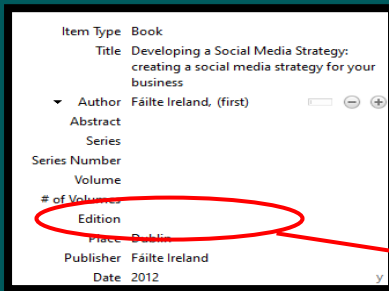 Item Type Book
Title Developing a Social Media Strategy:
creating a social media strategy for your
business
Author Fáilte Ireland, (first)
Abstract
Series
Series Number
Volume
# of Volumes
Edition
Place Dublin
Publisher Fáilte Ireland
Date 2012 y